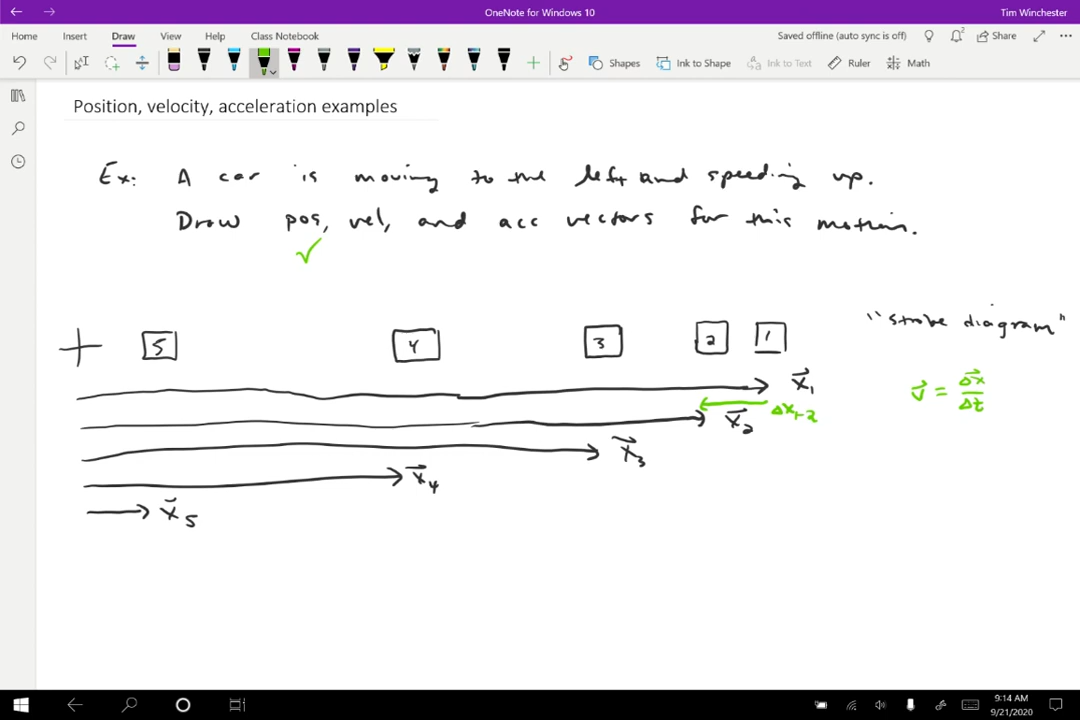 OneNote for Windows 10
Tim Winchester
Home Insert Draw View Help Class Notebook
Saved offline (auto sync is off) Share
Shapes Ink to Shape Ink to Text Ruler Math
Position, velocity, acceleration examples
Ex: A car is moving to the left and speeding up.
Draw pos, vel, and acc vectors for this motion.
✓
"strobe diagram"
5 4 3 2 1
x⃗₁
v⃗ = Δx⃗/Δt
Δx₁₋₂
x⃗₂
x⃗₃
x⃗₄
x⃗₅
9:14 AM
9/21/2020